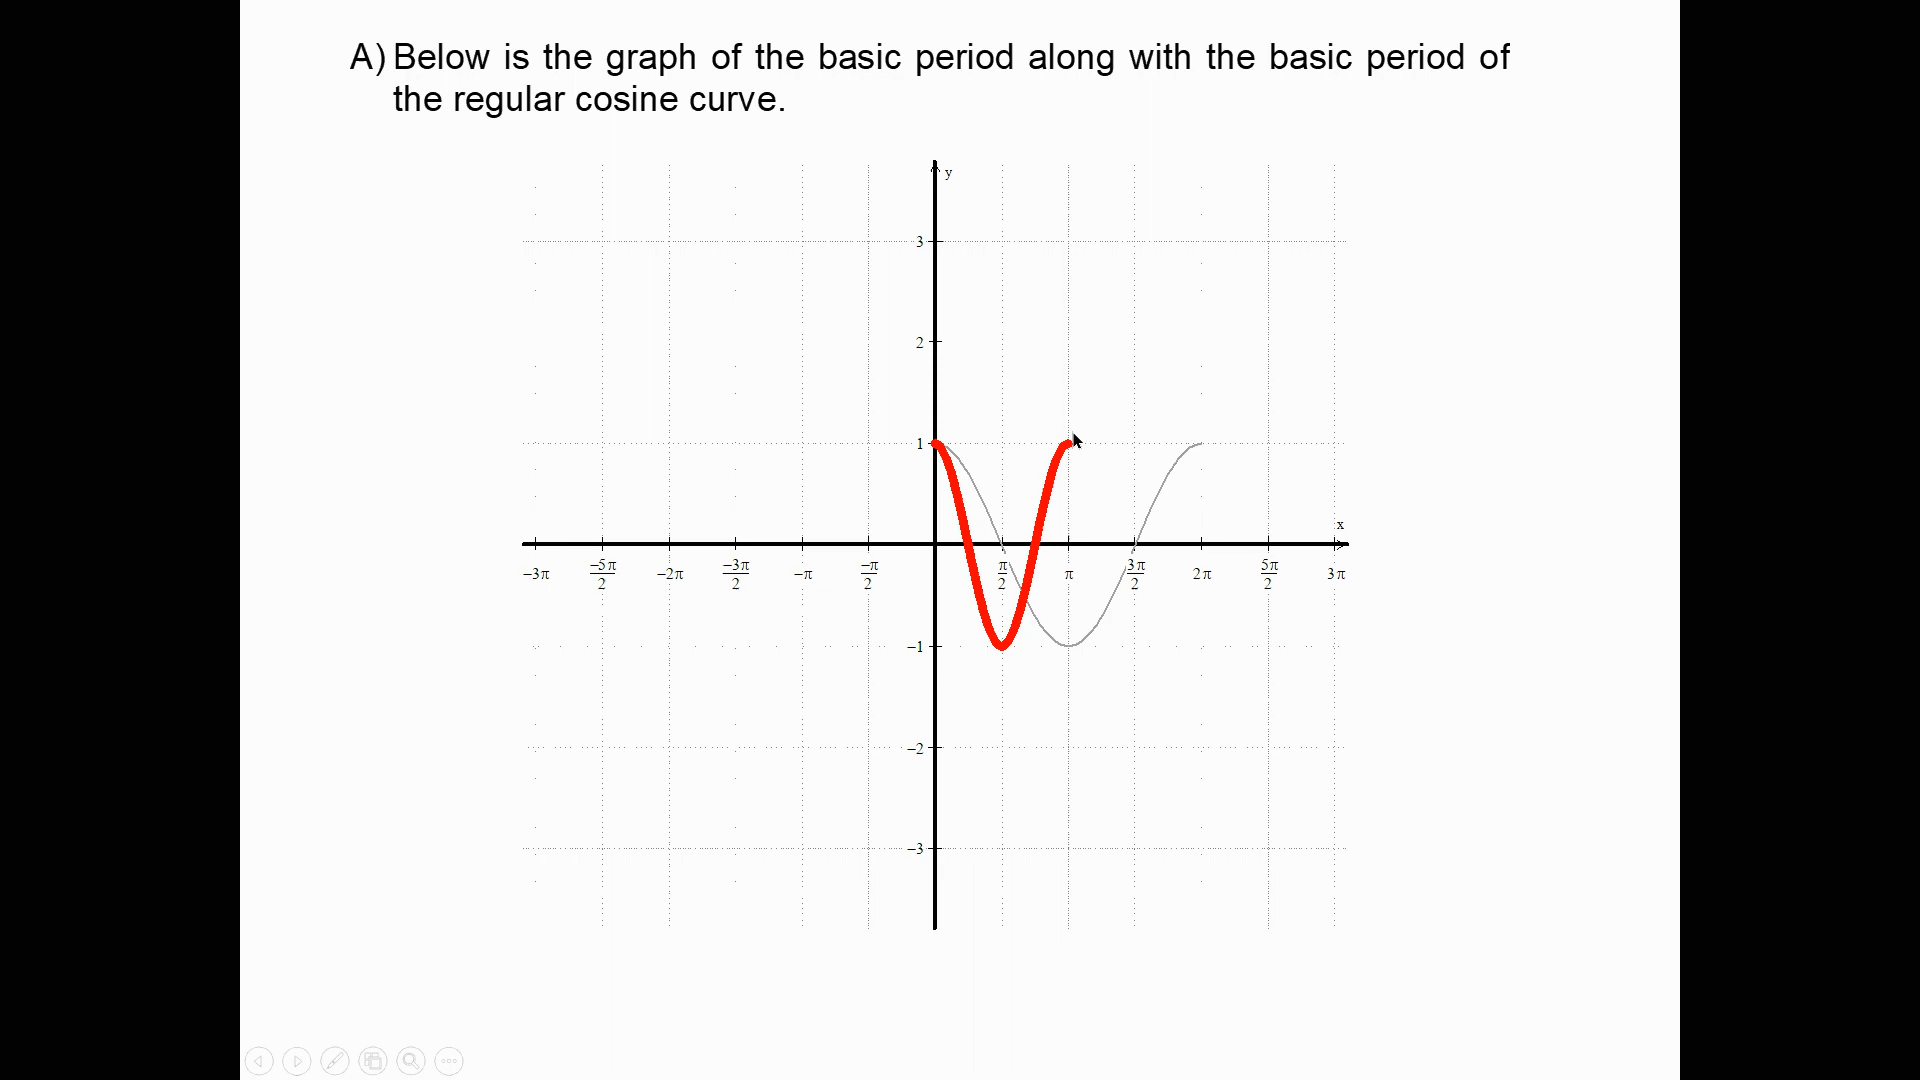 A) Below is the graph of the basic period along with the basic period of
the regular cosine curve.
y
3
2
1
x
−3π −5π/2 −2π −3π/2 −π −π/2 π/2 π 3π/2 2π 5π/2 3π
−1
−2
−3